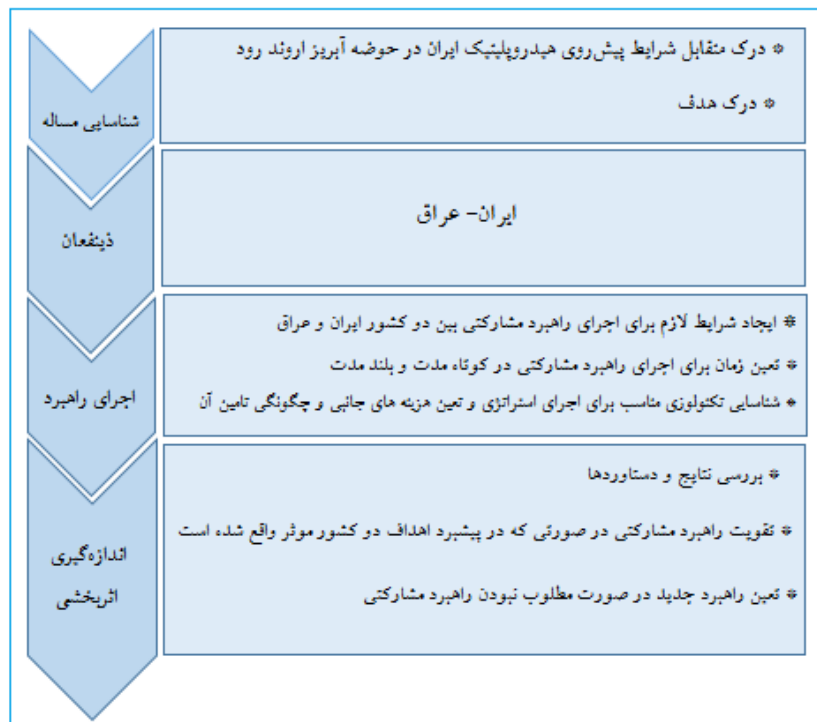 شناسایی مساله
* درک متقابل شرایط پیش‌روی هیدروپلیتیک ایران در حوضه آبریز اروند رود
* درک هدف
ذینفعان
ایران- عراق
اجرای راهبرد
* ایجاد شرایط لازم برای اجرای راهبرد مشارکتی بین دو کشور ایران و عراق
* تعین زمان برای اجرای راهبرد مشارکتی در کوتاه مدت و بلند مدت
* شناسایی تکنولوزی مناسب برای اجرای استراتژی و تعین هزینه های جانبی و چگونگی تامین آن
اندازه‌گیری
اثربخشی
* بررسی نتایج و دستاوردها
* تقویت راهبرد مشارکتی در صورتی که در پیشبرد اهداف دو کشور موثر واقع شده است
* تعین راهبرد جدید در صورت مطلوب نبودن راهبرد مشارکتی